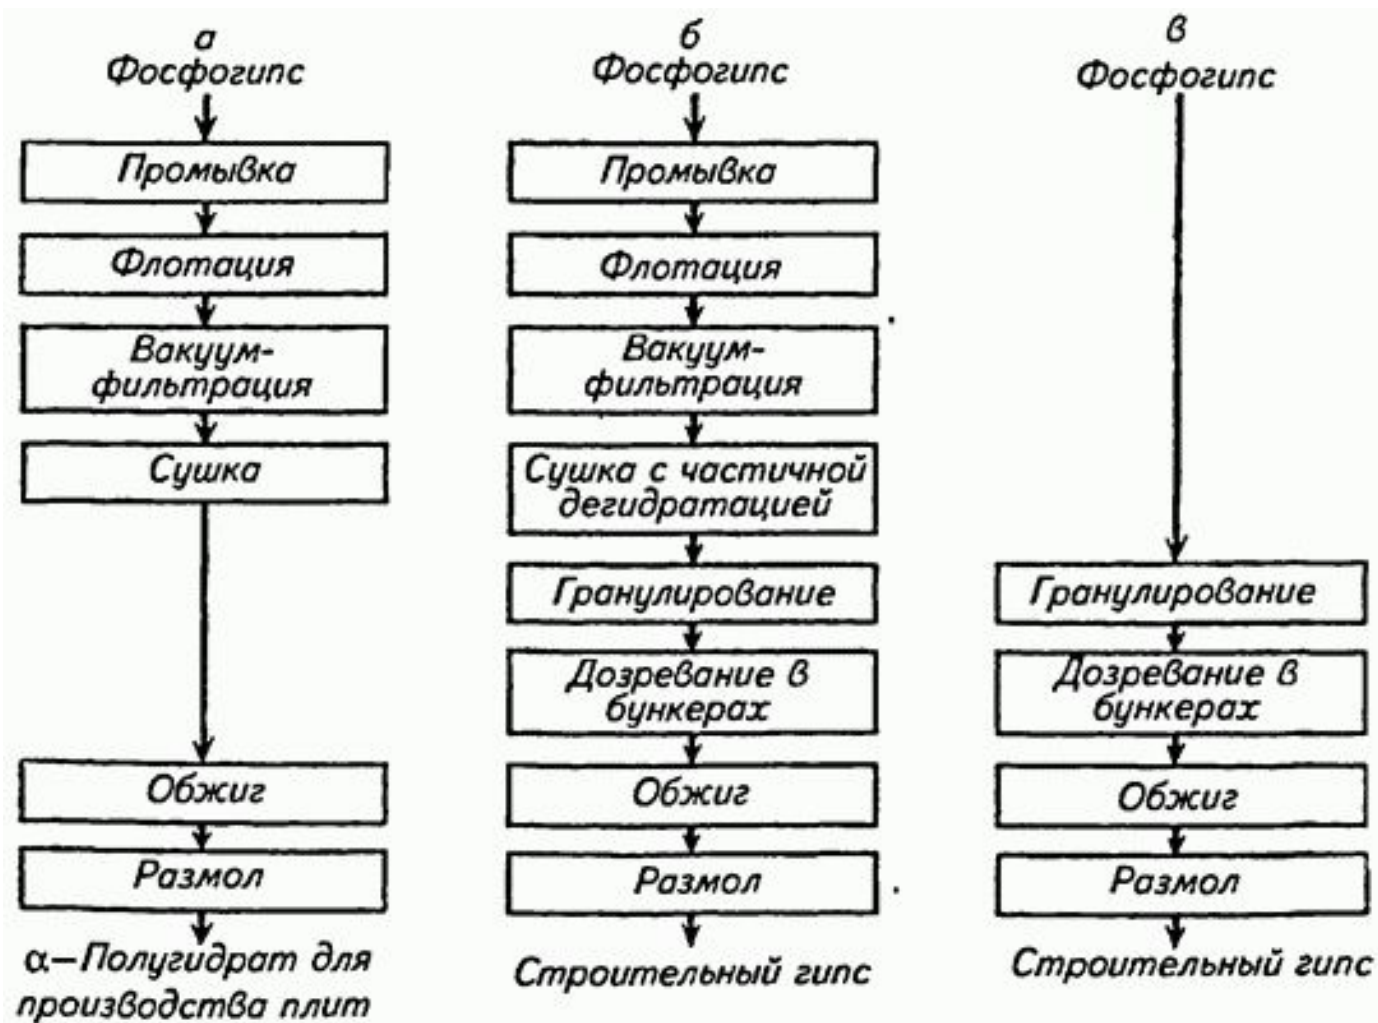 а
Фосфогипс
Промывка
Флотация
Вакуум-
фильтрация
Сушка
Обжиг
Размол
α—Полугидрат для
производства плит
б
Фосфогипс
Промывка
Флотация
Вакуум-
фильтрация
Сушка с частичной
дегидратацией
Гранулирование
Дозревание в
бункерах
Обжиг
Размол
Строительный гипс
в
Фосфогипс
Гранулирование
Дозревание в
бункерах
Обжиг
Размол
Строительный гипс